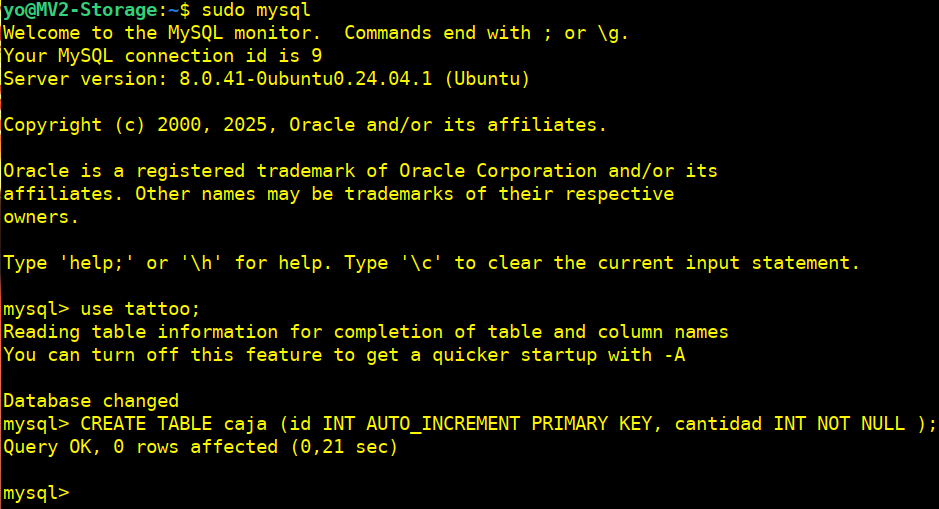 yo@MV2-Storage:~$ sudo mysql
Welcome to the MySQL monitor.  Commands end with ; or \g.
Your MySQL connection id is 9
Server version: 8.0.41-0ubuntu0.24.04.1 (Ubuntu)
Copyright (c) 2000, 2025, Oracle and/or its affiliates.
Oracle is a registered trademark of Oracle Corporation and/or its
affiliates. Other names may be trademarks of their respective
owners.
Type 'help;' or '\h' for help. Type '\c' to clear the current input statement.
mysql> use tattoo;
Reading table information for completion of table and column names
You can turn off this feature to get a quicker startup with -A
Database changed
mysql> CREATE TABLE caja (id INT AUTO_INCREMENT PRIMARY KEY, cantidad INT NOT NULL );
Query OK, 0 rows affected (0,21 sec)
mysql>